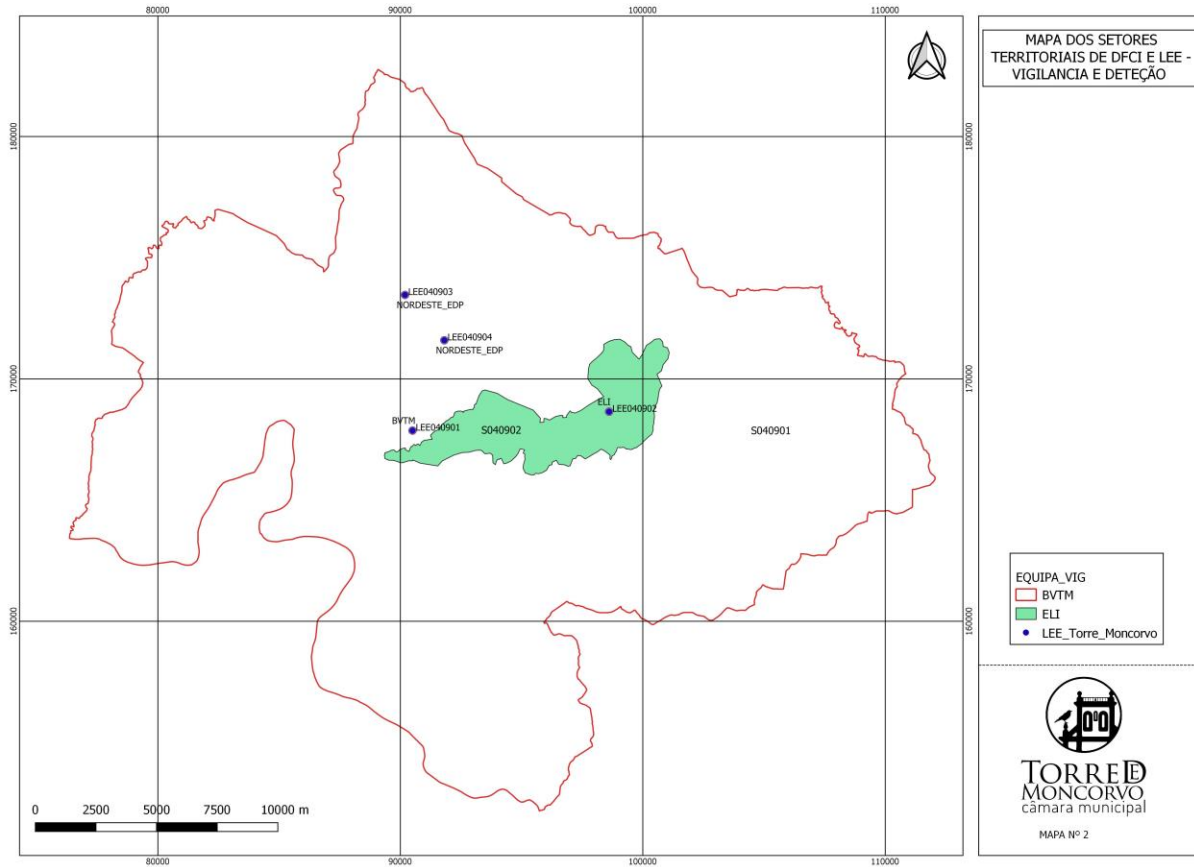 80000
90000
100000
110000
MAPA DOS SETORES
TERRITORIAIS DE DFCI E LEE -
VIGILANCIA E DETEÇÃO
180000
180000
LEE040903
NORDESTE_EDP
LEE040904
NORDESTE_EDP
170000
170000
ELI
LEE040902
BVTM
LEE040901
S040902
S040901
EQUIPA_VIG
BVTM
ELI
LEE_Torre_Moncorvo
160000
160000
0 2500 5000 7500 10000 m
TORRE DE
MONCORVO
câmara municipal
MAPA Nº 2
80000
90000
100000
110000